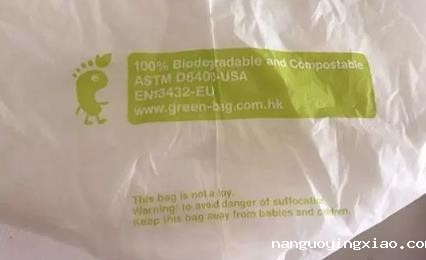 100% Biodegradable and Compostable
ASTM D6400-USA
EN13432-EU
www.green-bag.com.hk
This bag is not a toy.
Warning: to avoid danger of suffocation
Keep this bag away from babies and children.
nanguoyingxiao.com